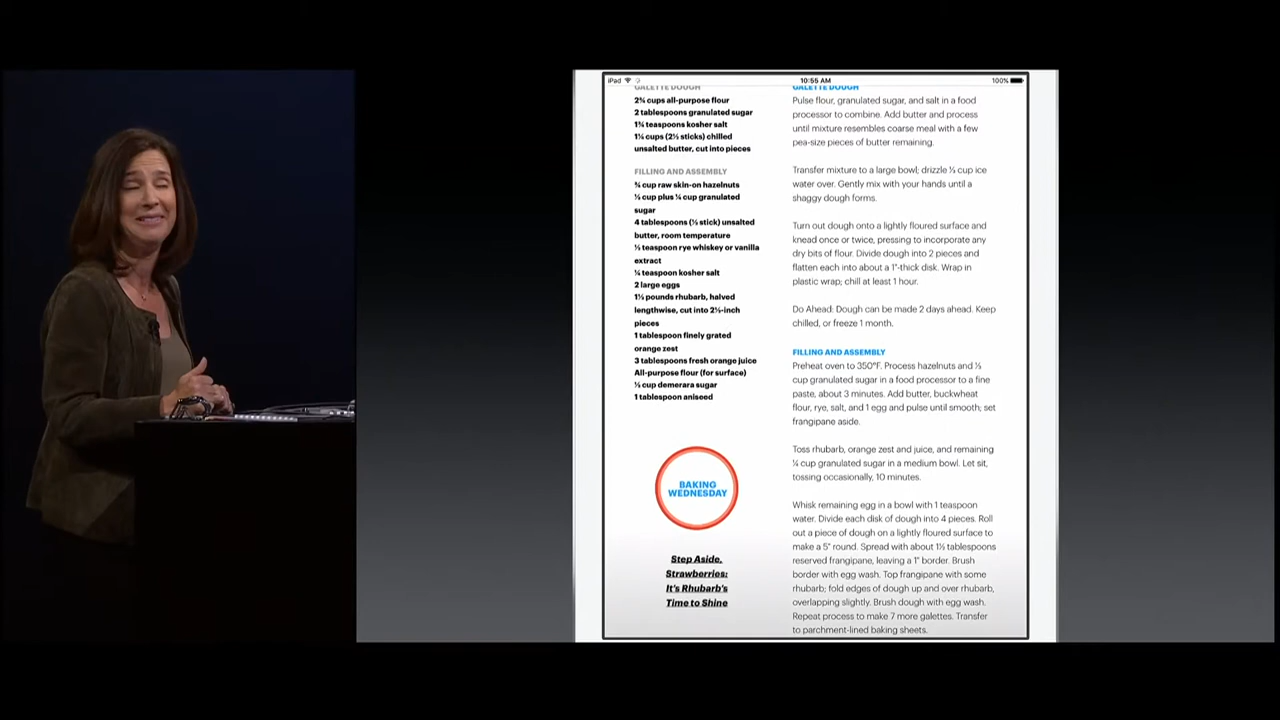 iPad
10:55 AM
100%
GALETTE DOUGH
2¾ cups all-purpose flour
2 tablespoons granulated sugar
1¾ teaspoons kosher salt
1¼ cups (2½ sticks) chilled
unsalted butter, cut into pieces
FILLING AND ASSEMBLY
¾ cup raw skin-on hazelnuts
⅓ cup plus ¼ cup granulated
sugar
4 tablespoons (½ stick) unsalted
butter, room temperature
½ teaspoon rye whiskey or vanilla
extract
¼ teaspoon kosher salt
2 large eggs
1½ pounds rhubarb, halved
lengthwise, cut into 2½-inch
pieces
1 tablespoon finely grated
orange zest
3 tablespoons fresh orange juice
All-purpose flour (for surface)
⅓ cup demerara sugar
1 tablespoon aniseed
BAKING
WEDNESDAY
Step Aside,
Strawberries:
It's Rhubarb's
Time to Shine
GALETTE DOUGH
Pulse flour, granulated sugar, and salt in a food
processor to combine. Add butter and process
until mixture resembles coarse meal with a few
pea-size pieces of butter remaining.
Transfer mixture to a large bowl; drizzle ½ cup ice
water over. Gently mix with your hands until a
shaggy dough forms.
Turn out dough onto a lightly floured surface and
knead once or twice, pressing to incorporate any
dry bits of flour. Divide dough into 2 pieces and
flatten each into about a 1"-thick disk. Wrap in
plastic wrap; chill at least 1 hour.
Do Ahead: Dough can be made 2 days ahead. Keep
chilled, or freeze 1 month.
FILLING AND ASSEMBLY
Preheat oven to 350°F. Process hazelnuts and ⅓
cup granulated sugar in a food processor to a fine
paste, about 3 minutes. Add butter, buckwheat
flour, rye, salt, and 1 egg and pulse until smooth; set
frangipane aside.
Toss rhubarb, orange zest and juice, and remaining
¼ cup granulated sugar in a medium bowl. Let sit,
tossing occasionally, 10 minutes.
Whisk remaining egg in a bowl with 1 teaspoon
water. Divide each disk of dough into 4 pieces. Roll
out a piece of dough on a lightly floured surface to
make a 5" round. Spread with about 1½ tablespoons
reserved frangipane, leaving a 1" border. Brush
border with egg wash. Top frangipane with some
rhubarb; fold edges of dough up and over rhubarb,
overlapping slightly. Brush dough with egg wash.
Repeat process to make 7 more galettes. Transfer
to parchment-lined baking sheets.